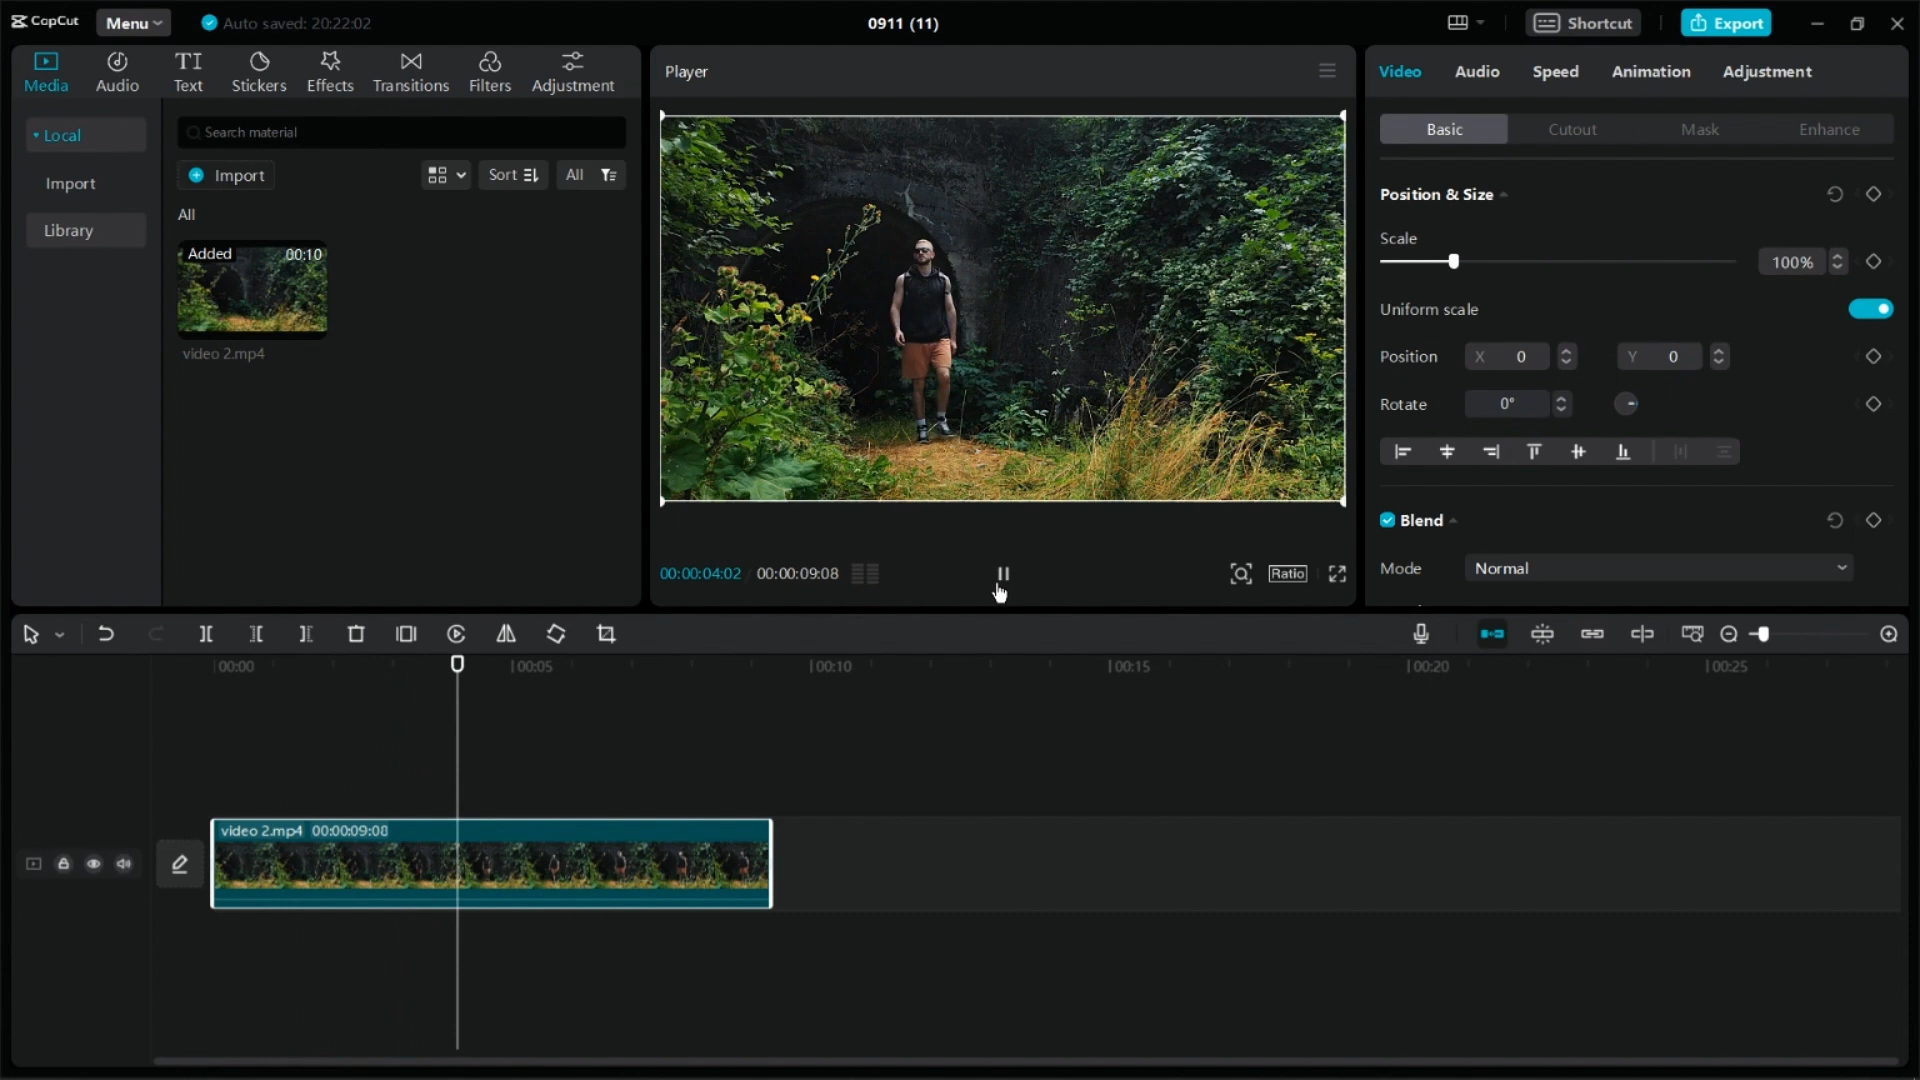 CapCut
Menu
Auto saved: 20:22:02
0911 (11)
Shortcut
Export
Media
Audio
Text
Stickers
Effects
Transitions
Filters
Adjustment
Local
Import
Library
Search material
Import
Sort
All
All
Added
00:10
video 2.mp4
Player
00:00:04:02
00:00:09:08
Ratio
Video
Audio
Speed
Animation
Adjustment
Basic
Cutout
Mask
Enhance
Position & Size
Scale
100%
Uniform scale
Position
X 0
Y 0
Rotate
0°
Blend
Mode
Normal
00:00
00:05
00:10
00:15
00:20
00:25
video 2.mp4 00:00:09:08